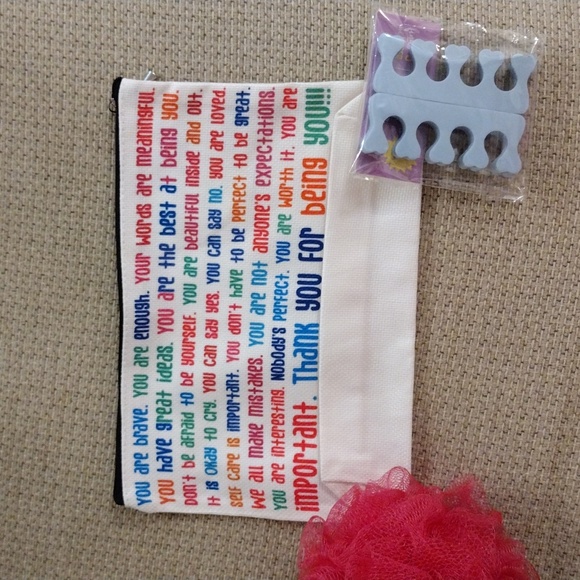 you are brave. you are enough. your words are meaningful.
you have great ideas. you are the best at being you.
Don't be afraid to be yourself. you are beautiful inside and out.
It is okay to cry. you can say yes. you can say no. you are loved.
self care is important. you don't have to be perfect to be great.
we all make mistakes. you are not anyone's expectations.
you are interesting. Nobody's perfect. you are worth it. you are
important. Thank you for being you!!!